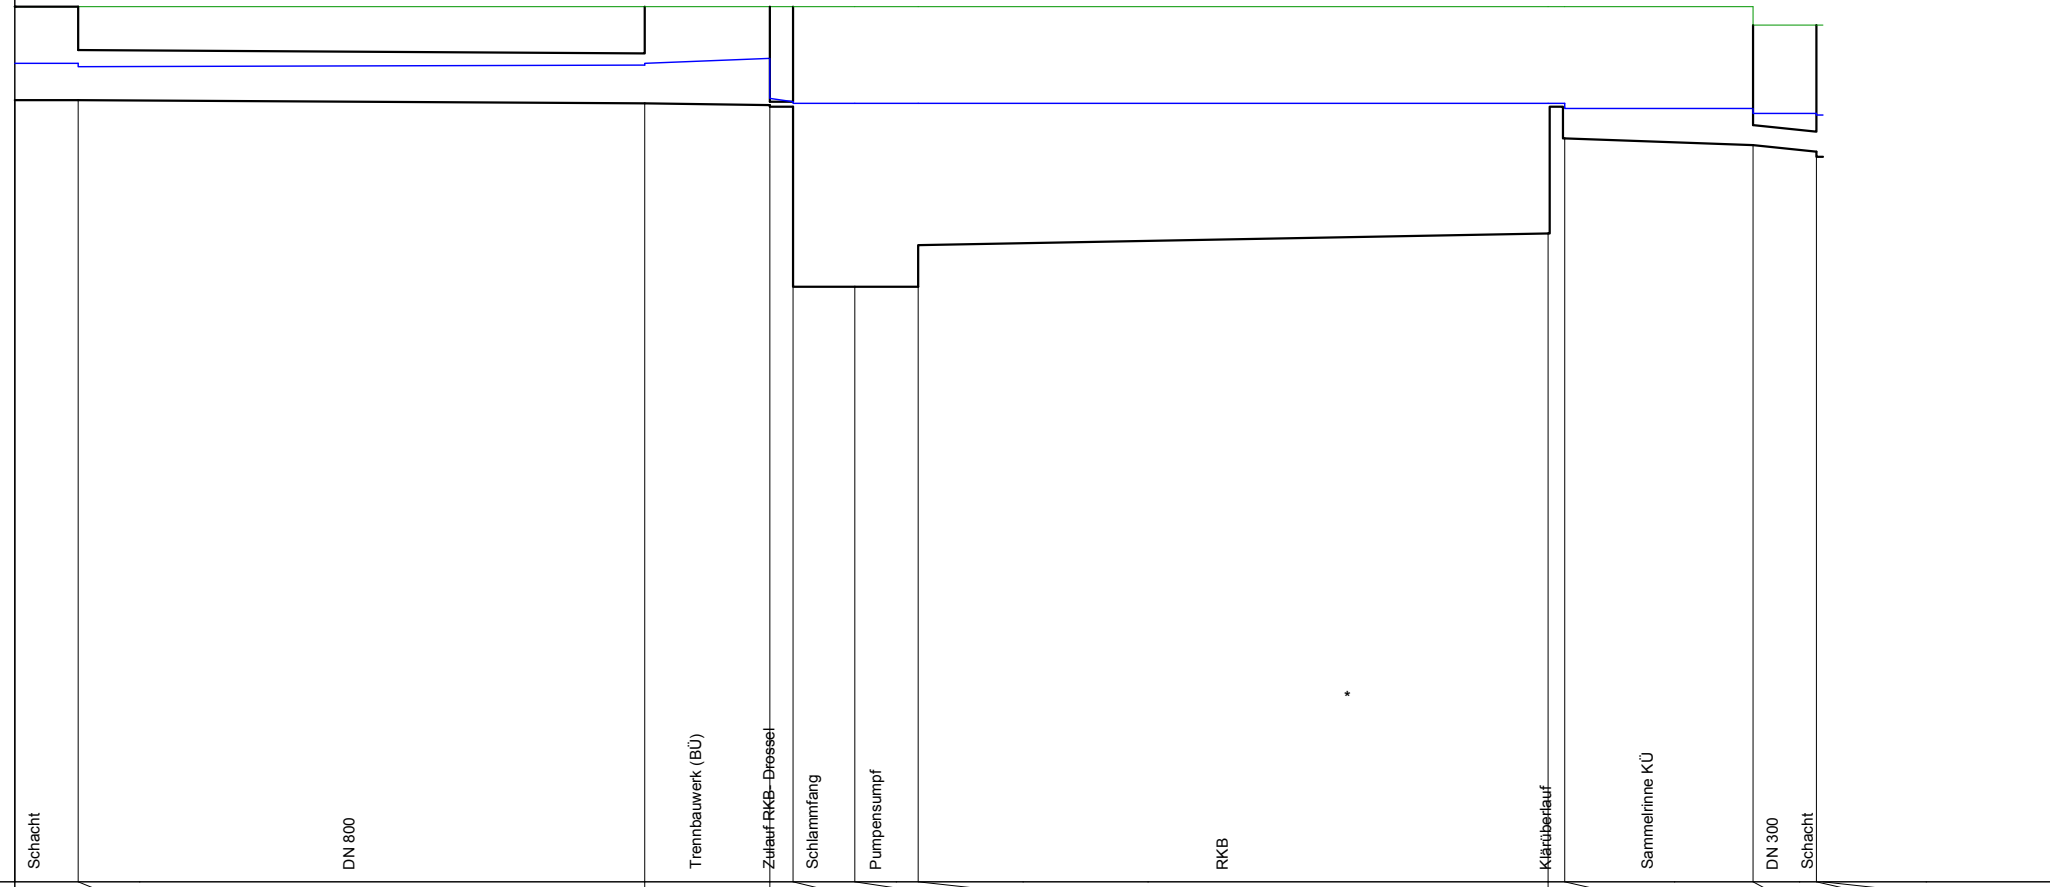 Schacht
DN 800
Trennbauwerk (BÜ)
Zulauf RKB- Drossel
Schlammfang
Pumpensumpf
RKB
*
Klärüberlauf
Sammelrinne KÜ
DN 300
Schacht